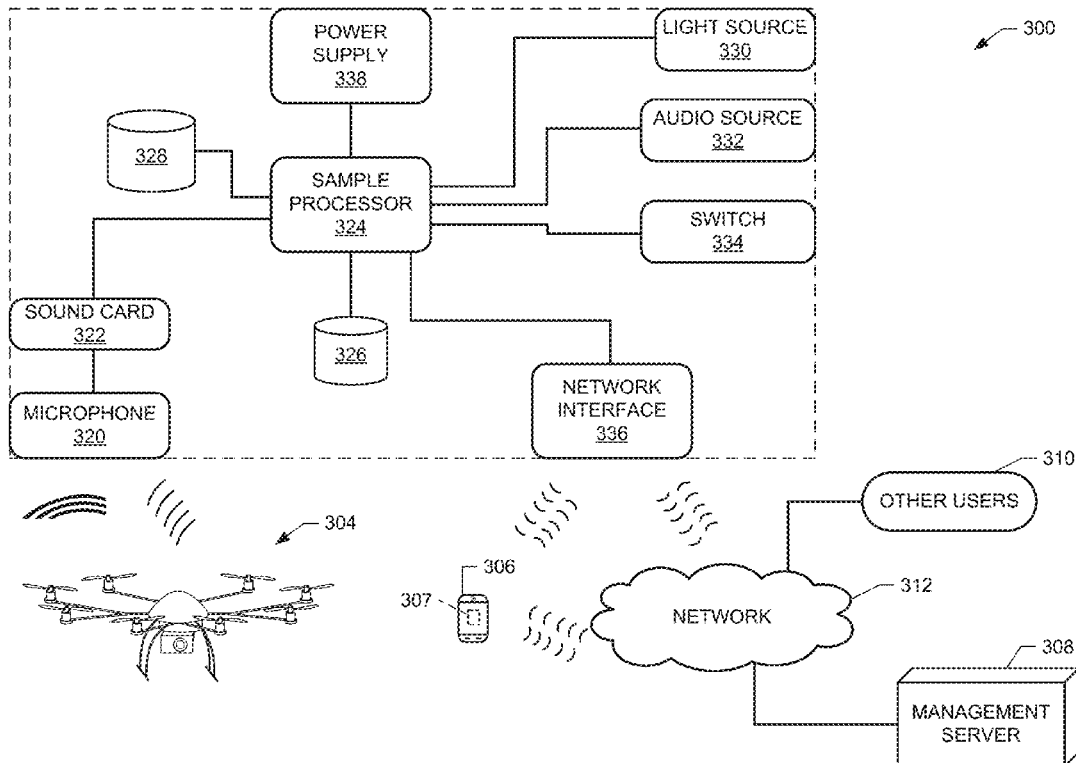 POWER
SUPPLY
338
LIGHT SOURCE
330
300
AUDIO SOURCE
332
328
SAMPLE
PROCESSOR
324
SWITCH
334
SOUND CARD
322
326
MICROPHONE
320
NETWORK
INTERFACE
336
310
OTHER USERS
304
306
307
312
NETWORK
308
MANAGEMENT
SERVER